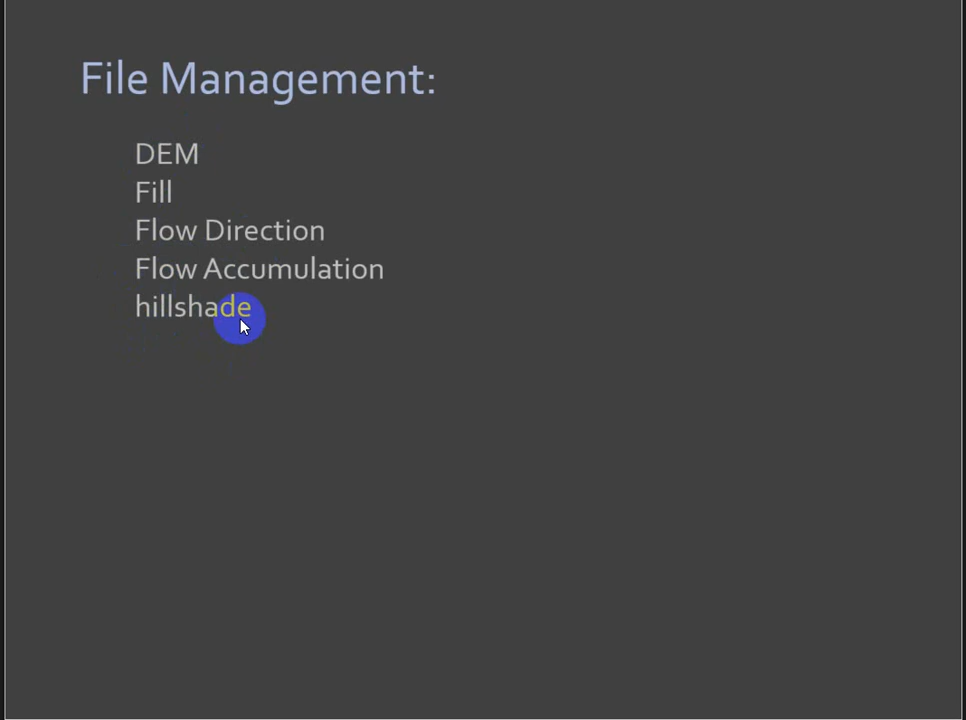 File Management:
DEM
Fill
Flow Direction
Flow Accumulation
hillshade